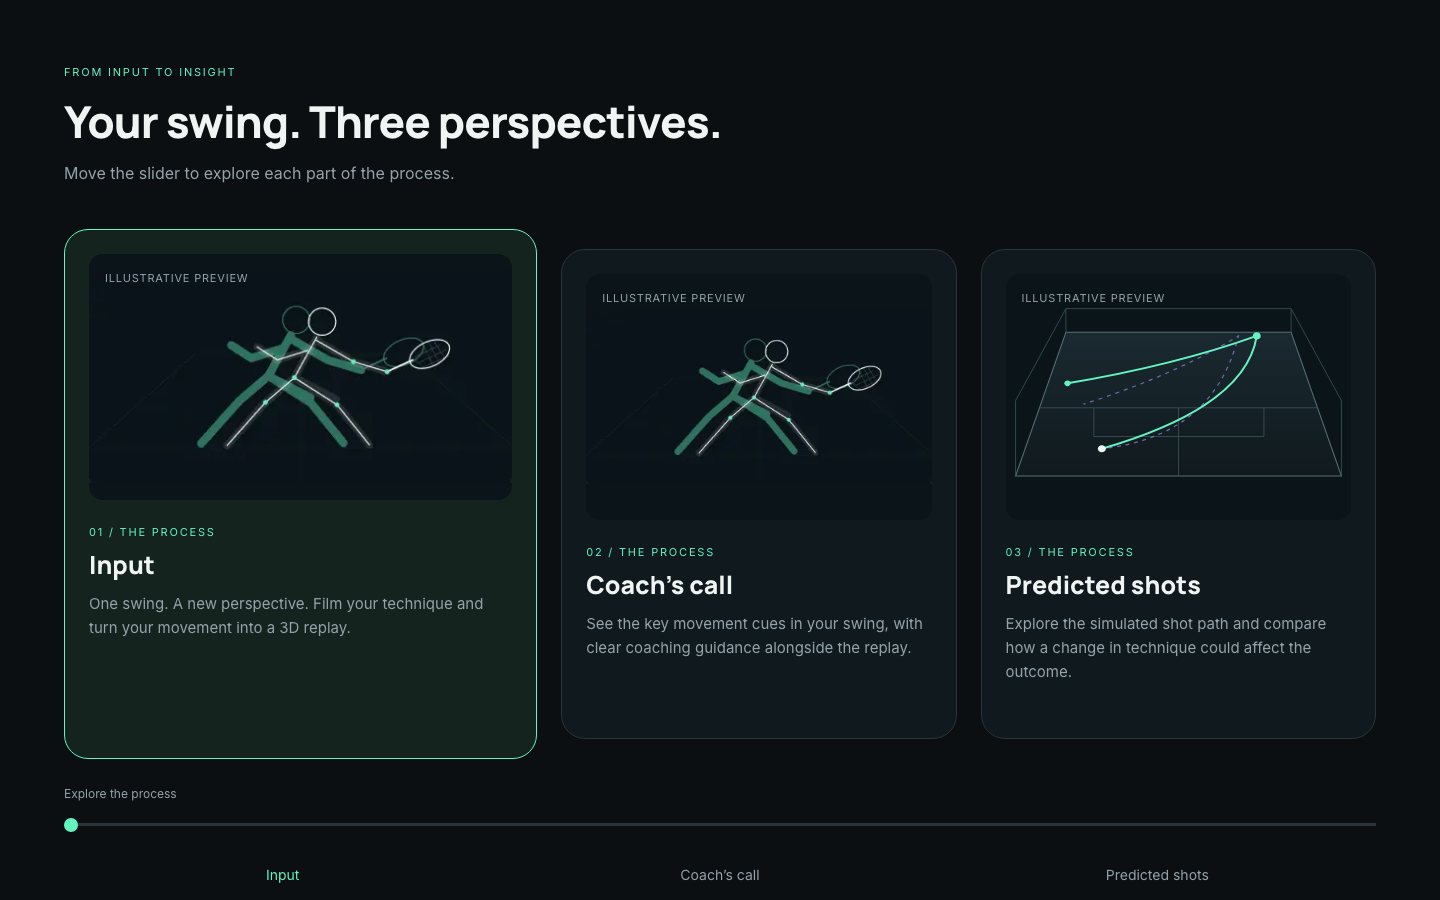 FROM INPUT TO INSIGHT
Your swing. Three perspectives.
Move the slider to explore each part of the process.
ILLUSTRATIVE PREVIEW
01 / THE PROCESS
Input
One swing. A new perspective. Film your technique and
turn your movement into a 3D replay.
ILLUSTRATIVE PREVIEW
02 / THE PROCESS
Coach’s call
See the key movement cues in your swing, with
clear coaching guidance alongside the replay.
ILLUSTRATIVE PREVIEW
03 / THE PROCESS
Predicted shots
Explore the simulated shot path and compare
how a change in technique could affect the
outcome.
Explore the process
Input
Coach’s call
Predicted shots